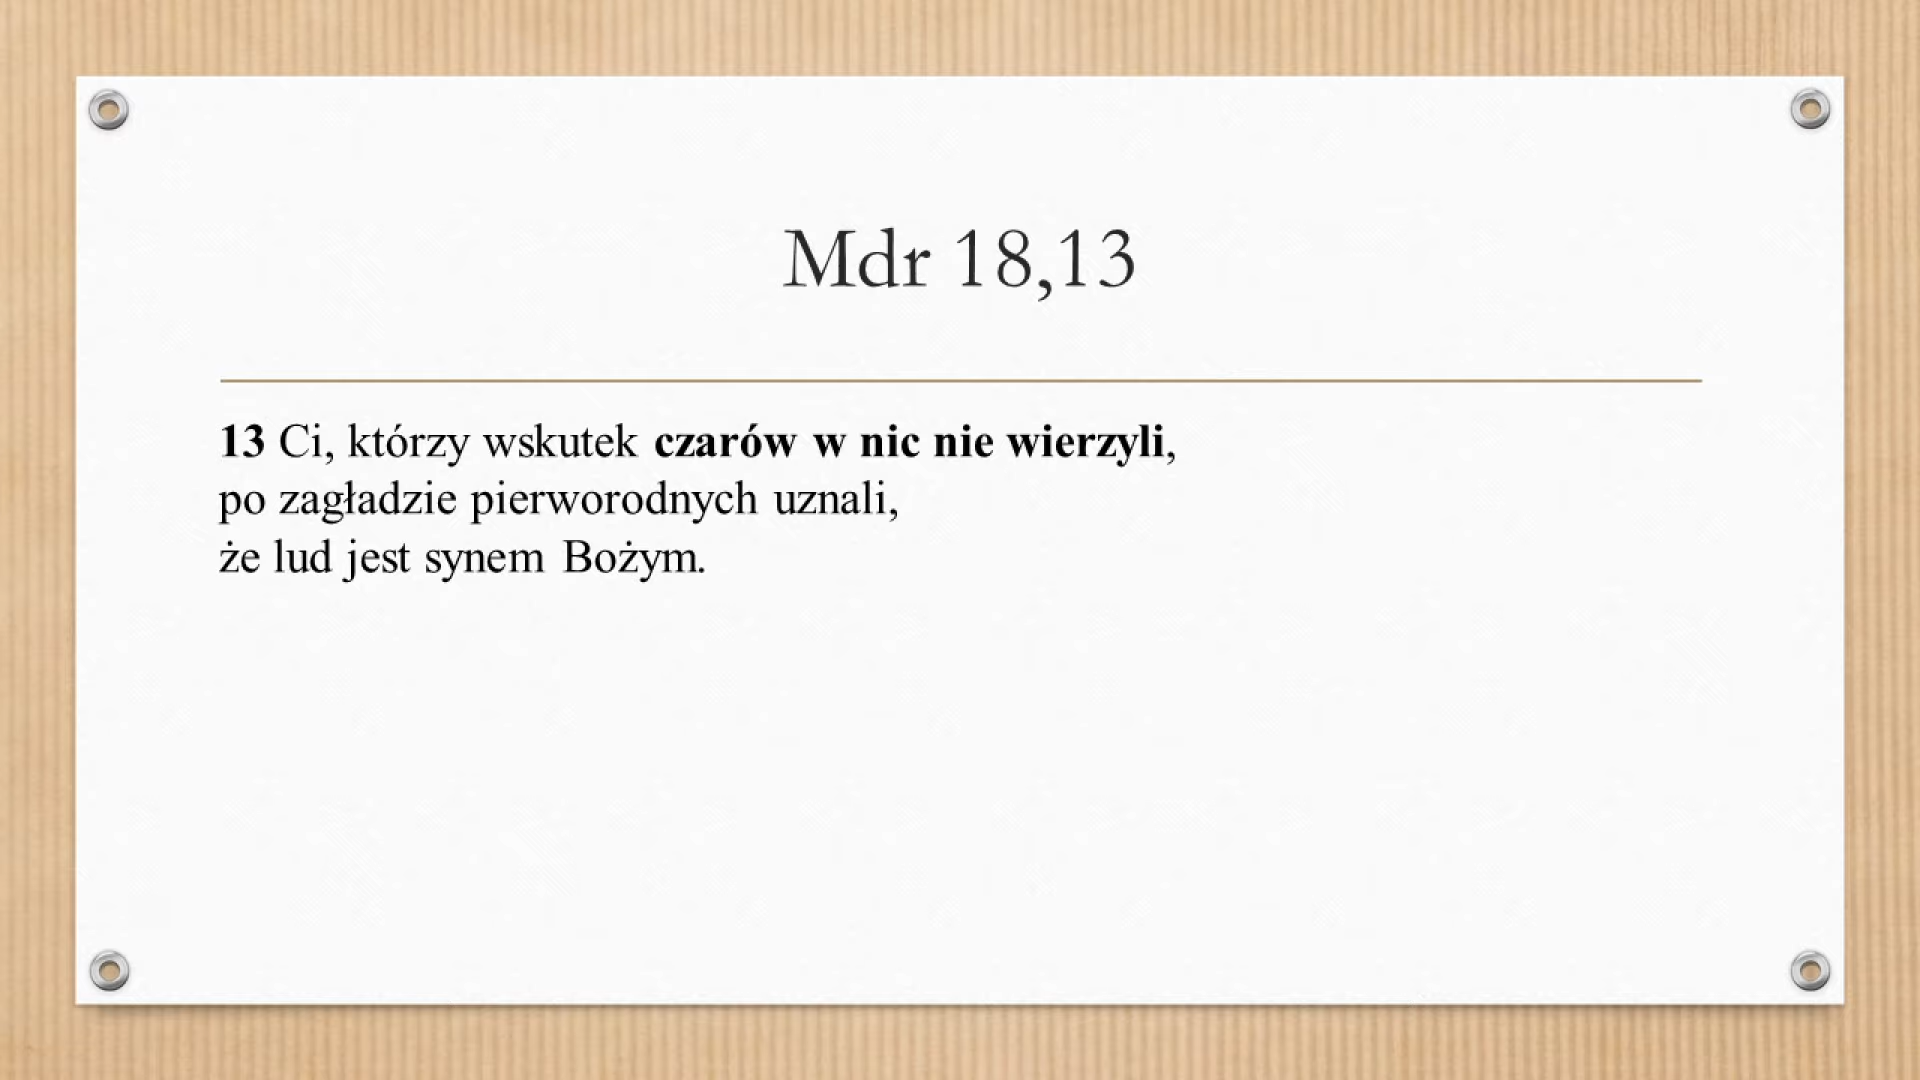 Mdr 18,13
13 Ci, którzy wskutek czarów w nic nie wierzyli,
po zagładzie pierworodnych uznali,
że lud jest synem Bożym.